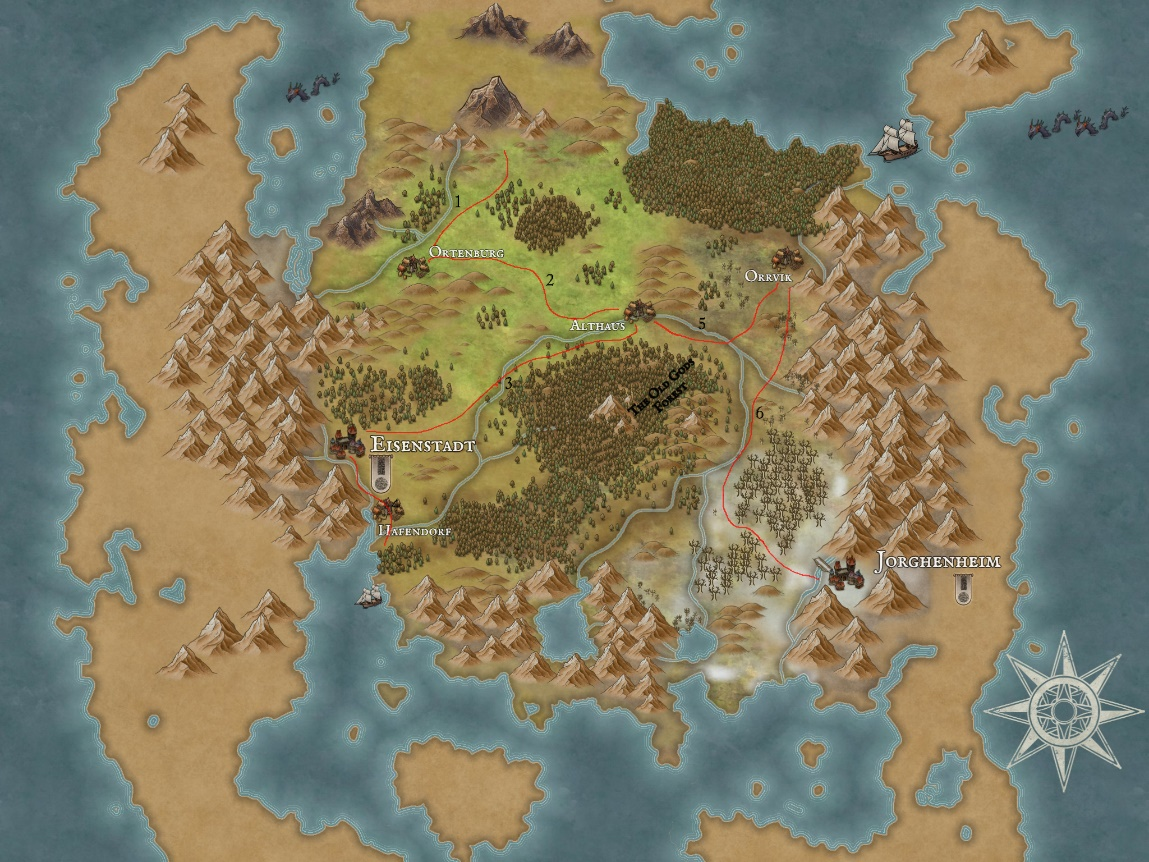 1
Ortenburg
2
Orrvik
Althaus
5
3
The Old Gods
Forest
6
Eisenstadt
Hafendorf
Jorghenheim